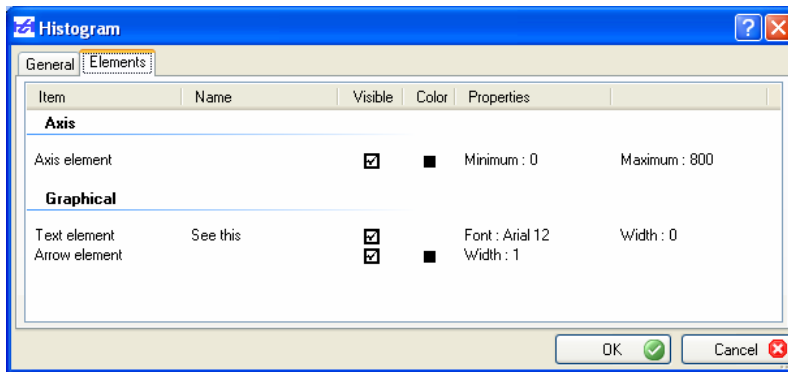 Histogram
General Elements
Item Name Visible Color Properties
Axis
Axis element Minimum : 0 Maximum : 800
Graphical
Text element See this Font : Arial 12 Width : 0
Arrow element Width : 1
OK Cancel